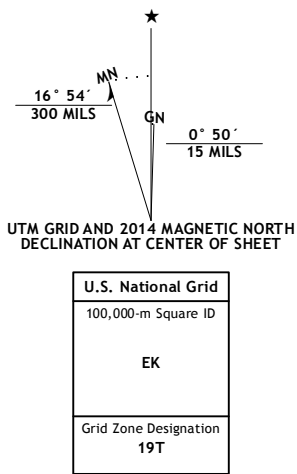 MN
GN
16° 54´
300 MILS
0° 50´
15 MILS
UTM GRID AND 2014 MAGNETIC NORTH
DECLINATION AT CENTER OF SHEET
U.S. National Grid
100,000-m Square ID
EK
Grid Zone Designation
19T